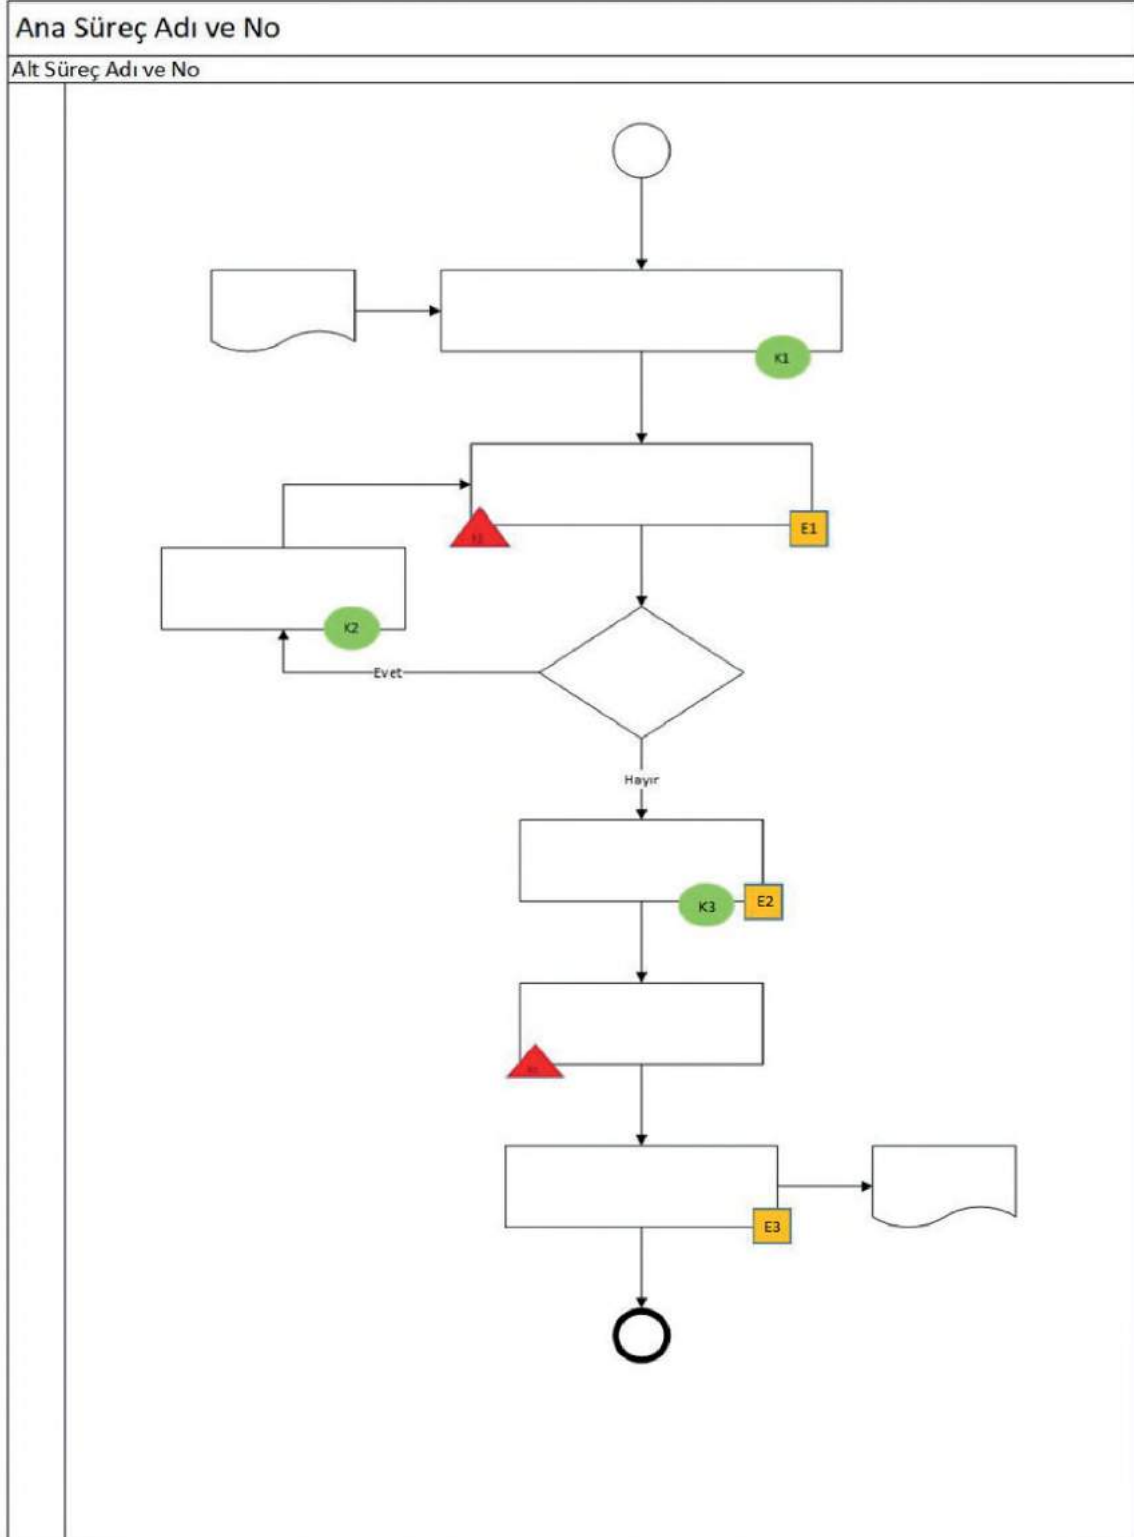 Ana Süreç Adı ve No
Alt Süreç Adı ve No
K1
E1
K2
Evet
Hayır
K3
E2
E3